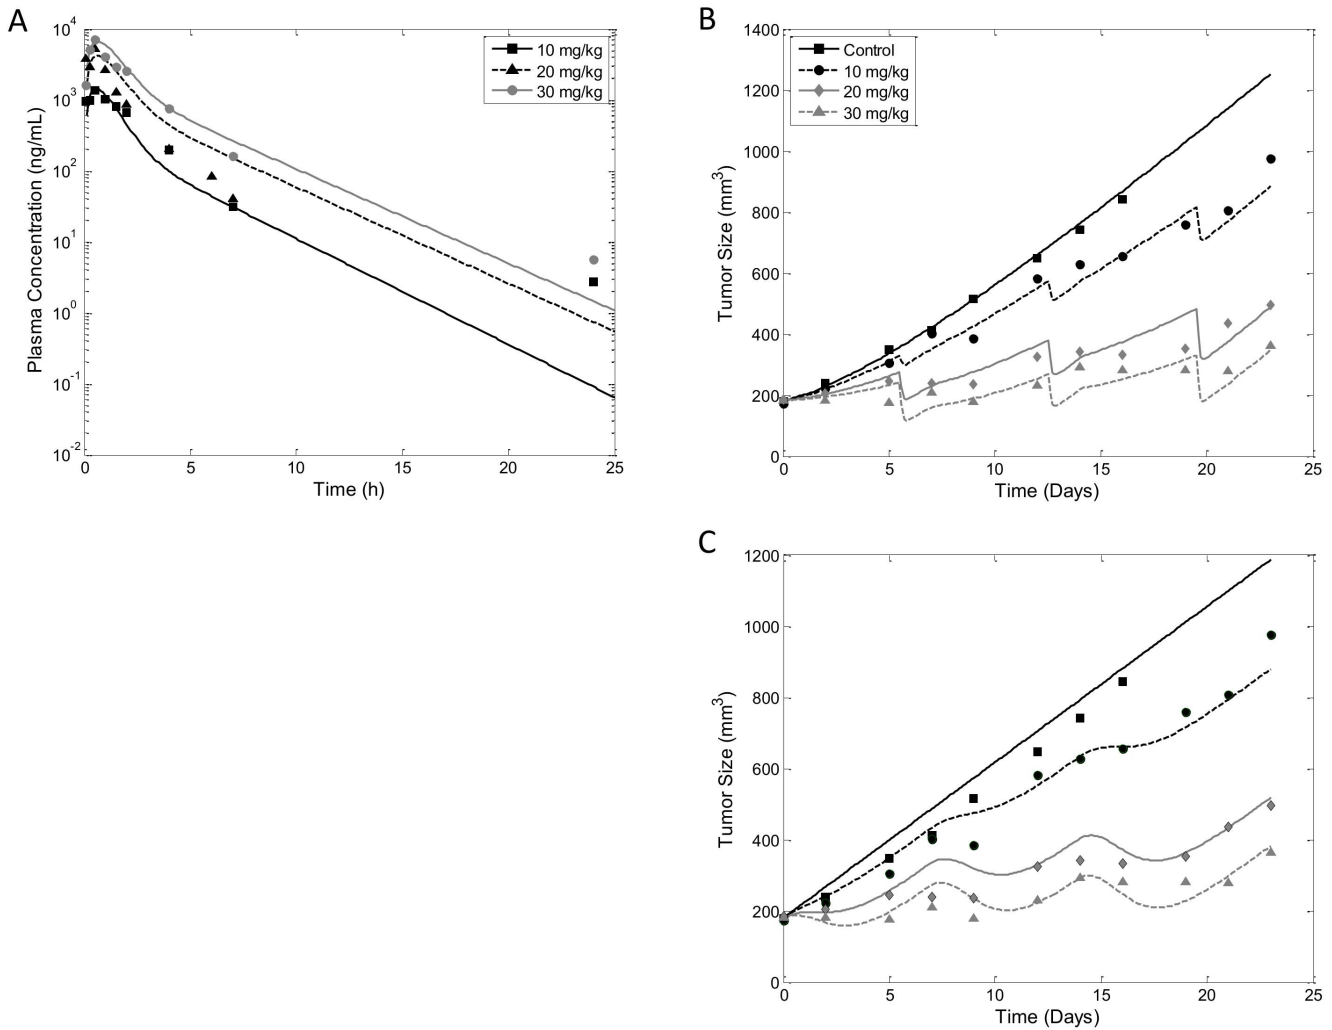 A
10^4
10^3
10^2
10^1
10^0
10^-1
10^-2
Plasma Concentration (ng/mL)
10 mg/kg
20 mg/kg
30 mg/kg
0 5 10 15 20 25
Time (h)
B
1400
1200
1000
800
600
400
200
0
Tumor Size (mm^3)
Control
10 mg/kg
20 mg/kg
30 mg/kg
0 5 10 15 20 25
Time (Days)
C
1200
1000
800
600
400
200
0
Tumor Size (mm^3)
0 5 10 15 20 25
Time (Days)